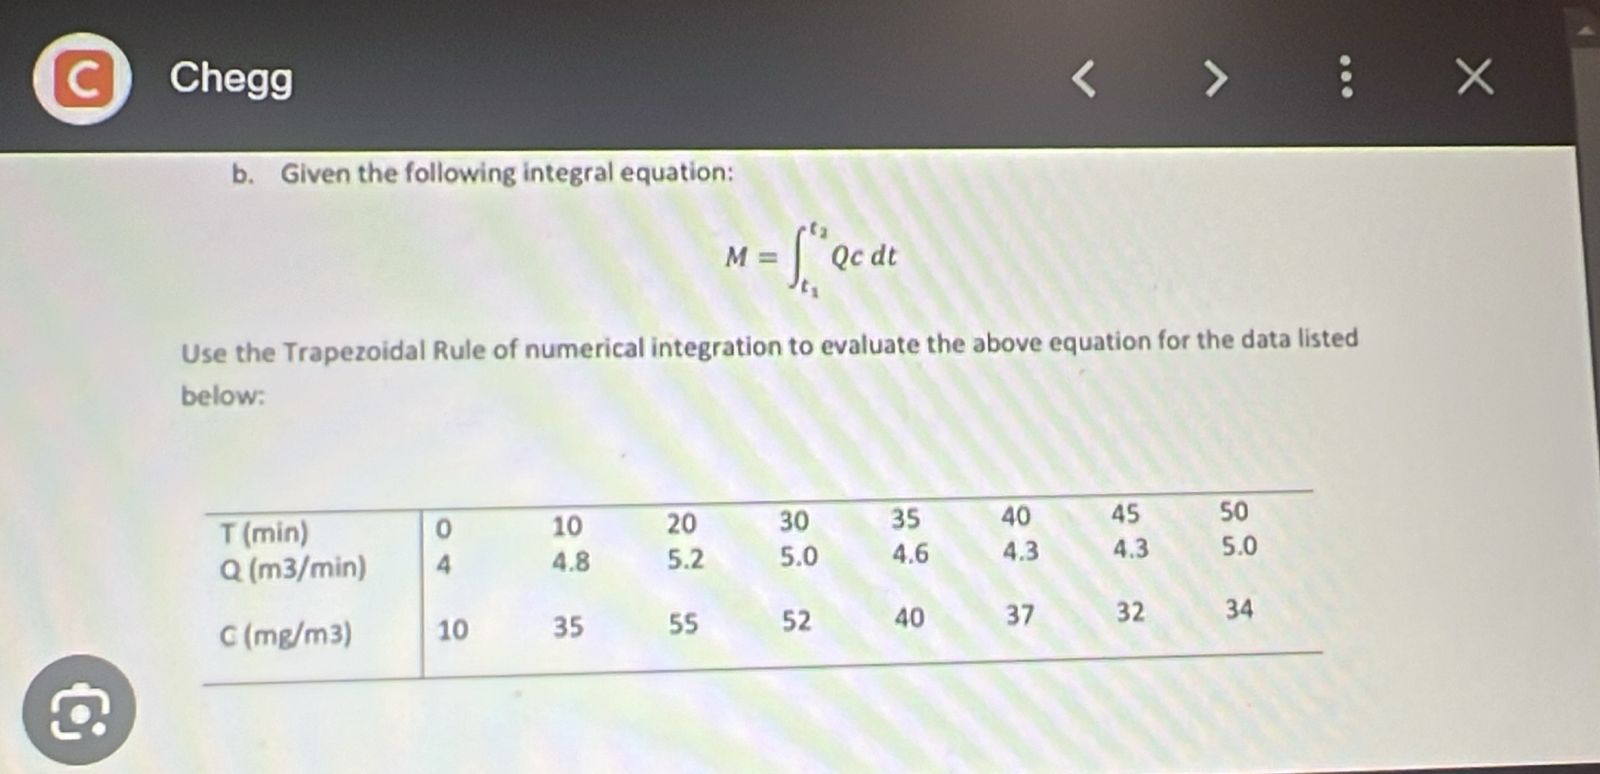 Chegg
b. Given the following integral equation:
M = ∫_{t₁}^{t₂} Qc dt
Use the Trapezoidal Rule of numerical integration to evaluate the above equation for the data listed
below:
T (min) 0 10 20 30 35 40 45 50
Q (m3/min) 4 4.8 5.2 5.0 4.6 4.3 4.3 5.0
C (mg/m3) 10 35 55 52 40 37 32 34